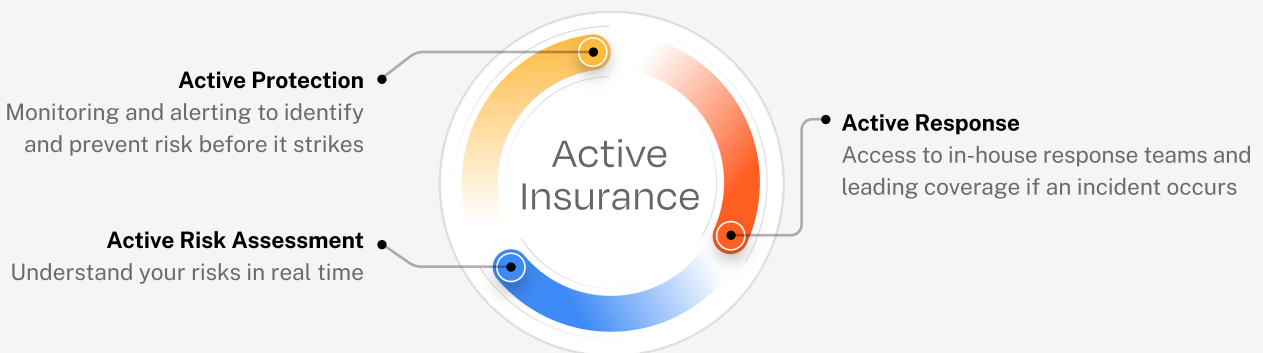 Active Protection
Monitoring and alerting to identify
and prevent risk before it strikes
Active Risk Assessment
Understand your risks in real time
Active
Insurance
Active Response
Access to in-house response teams and
leading coverage if an incident occurs